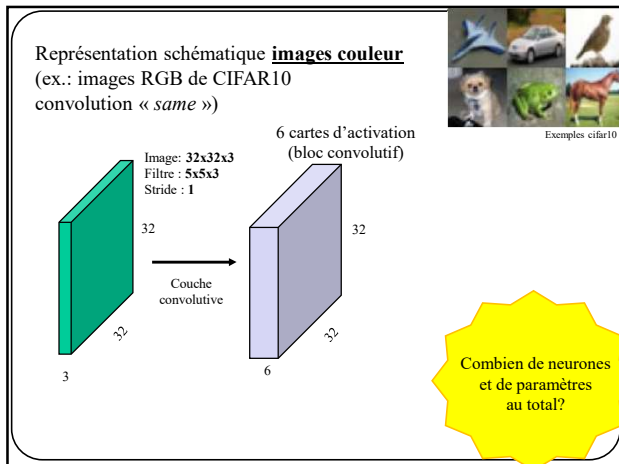 Représentation schématique images couleur
(ex.: images RGB de CIFAR10
convolution « same »)
Exemples cifar10
6 cartes d'activation
(bloc convolutif)
Image: 32x32x3
Filtre : 5x5x3
Stride : 1
32
32
Couche
convolutive
32
32
3
6
Combien de neurones
et de paramètres
au total?